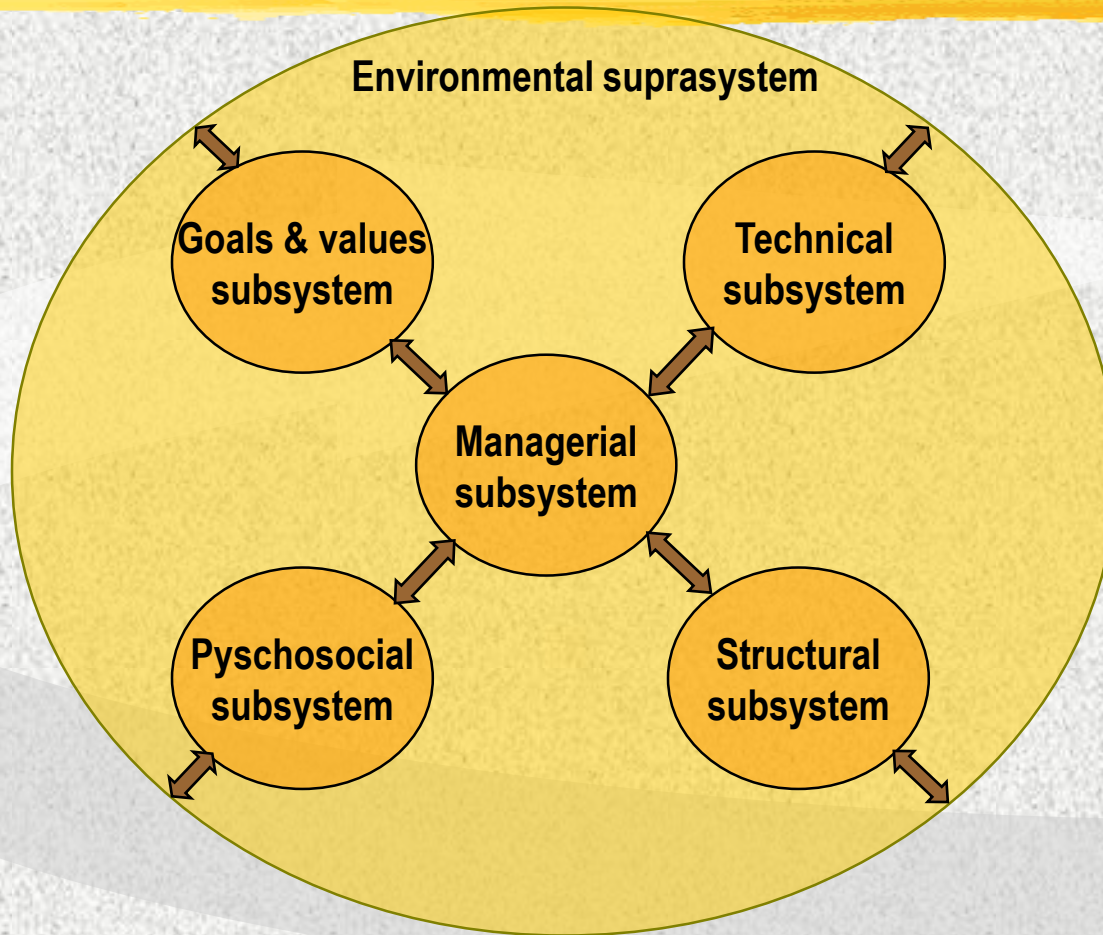 Environmental suprasystem
Goals & values
subsystem
Technical
subsystem
Managerial
subsystem
Pyschosocial
subsystem
Structural
subsystem